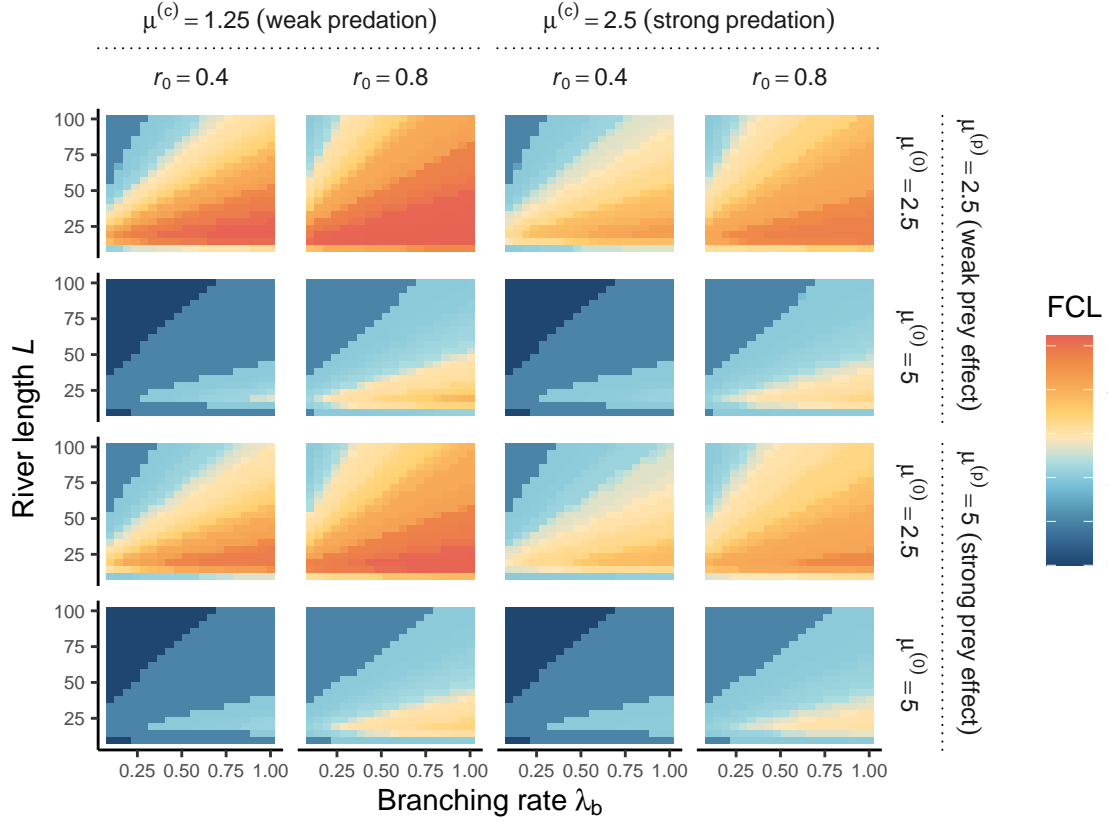 μ(c) = 1.25 (weak predation) μ(c) = 2.5 (strong predation)
r0 = 0.4 r0 = 0.8 r0 = 0.4 r0 = 0.8
100
75
50
25
μ(0) = 2.5
100
75
50
25
μ(0) = 5
μ(p) = 2.5 (weak prey effect)
100
75
50
25
μ(0) = 2.5
100
75
50
25
μ(0) = 5
μ(p) = 5 (strong prey effect)
River length L
0.25 0.50 0.75 1.00 0.25 0.50 0.75 1.00 0.25 0.50 0.75 1.00 0.25 0.50 0.75 1.00
Branching rate λb
FCL